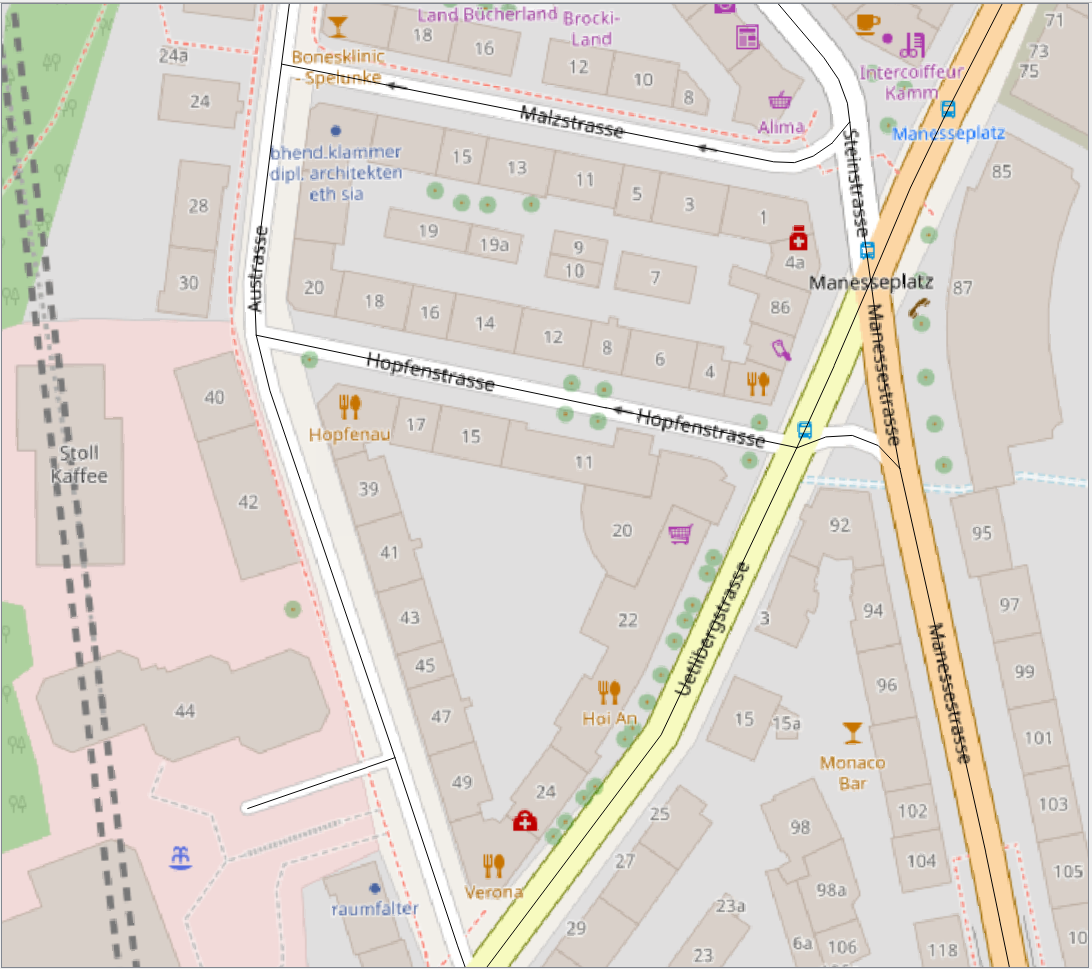 Land Bücherland
Brocki-
Land
18
16
24a
Bonesklinic
Spelunke
12
10
8
24
Intercoiffeur
Kamm
71
73
75
Malzstrasse
Alima
Manesseplatz
bhend.klammer
dipl. architekten
eth sia
15
13
11
5
3
1
Steinstrasse
85
28
19
19a
9
10
7
4a
30
Austrasse
20
18
16
14
12
8
6
4
86
Manesseplatz
87
Manessestrasse
Hopfenstrasse
Hopfenstrasse
40
Hopfenau
17
15
11
Stoll
Kaffee
42
39
41
43
45
47
49
20
22
92
95
Uetlibergstrasse
3
94
97
99
96
Manessestrasse
44
Hoi An
15
15a
Monaco
Bar
101
24
25
98
102
103
27
104
105
Verona
raumfalter
98a
29
23a
23
6a
106
118
10